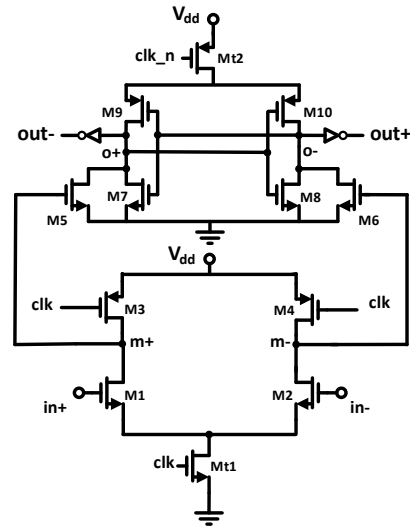 Vdd
clk_n
Mt2
M9
M10
out-
out+
o+
o-
M5
M7
M8
M6
Vdd
clk
M3
M4
clk
m+
m-
in+
M1
M2
in-
clk
Mt1